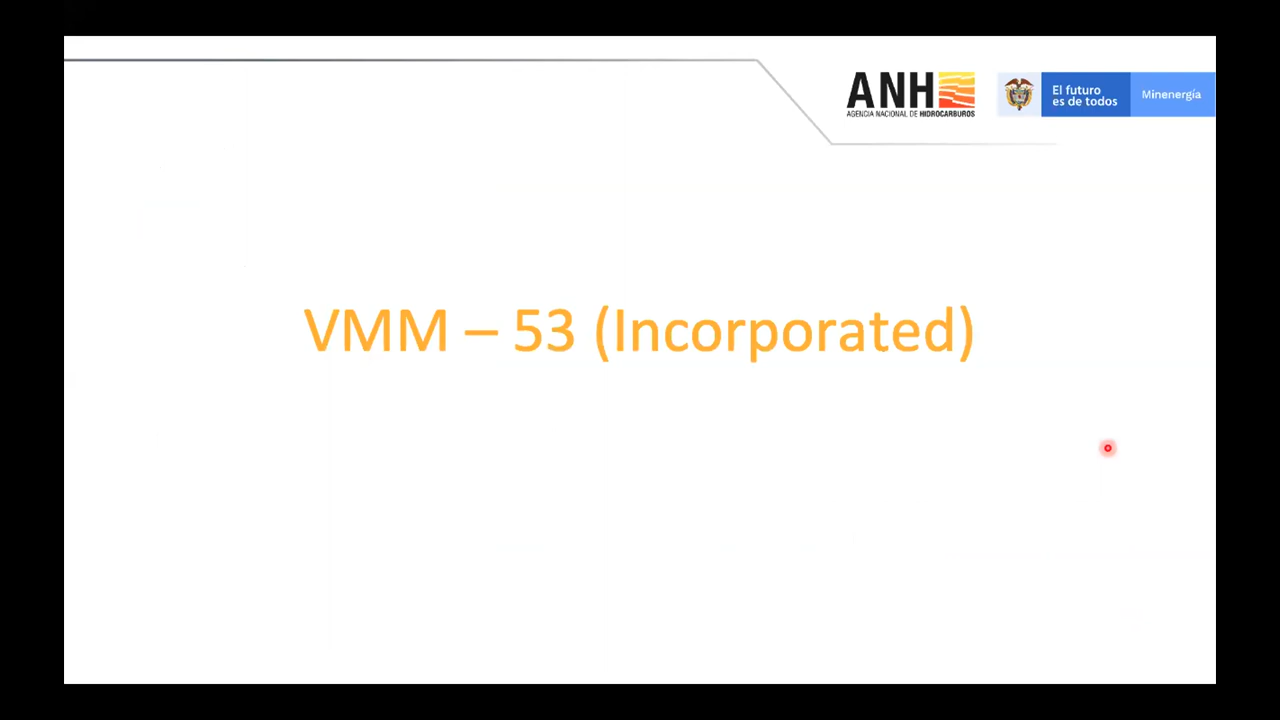 ANH
AGENCIA NACIONAL DE HIDROCARBUROS
El futuro
es de todos
Minenergía
VMM – 53 (Incorporated)